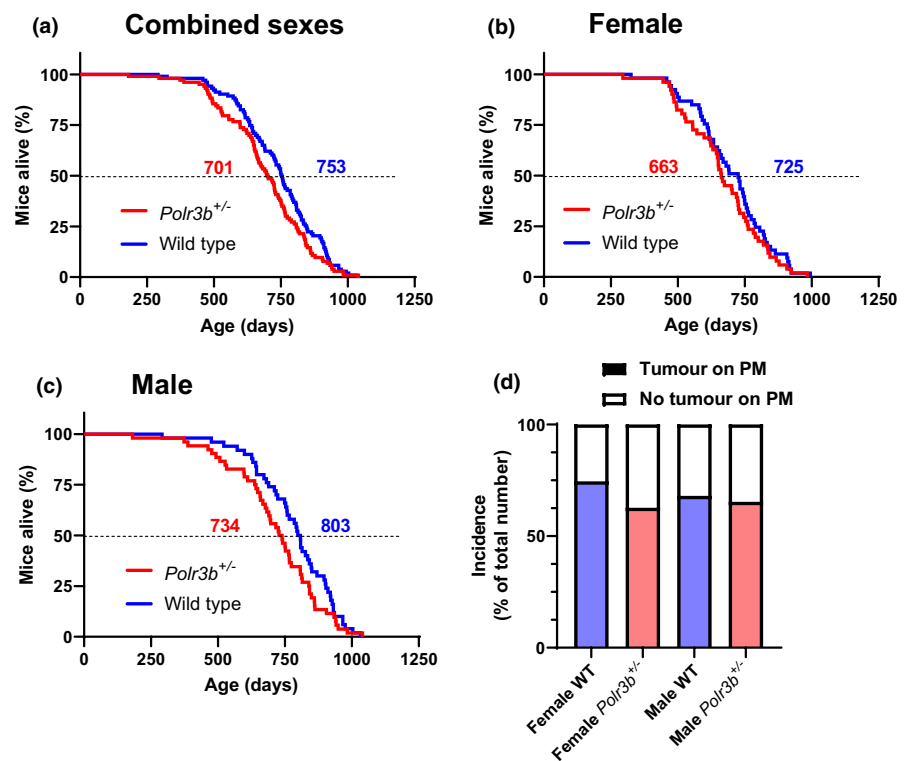 (a) Combined sexes
Mice alive (%)
100
75
50
25
0
701
753
Polr3b+/-
Wild type
0 250 500 750 1000 1250
Age (days)
(b) Female
Mice alive (%)
100
75
50
25
0
663
725
Polr3b+/-
Wild type
0 250 500 750 1000 1250
Age (days)
(c) Male
Mice alive (%)
100
75
50
25
0
734
803
Polr3b+/-
Wild type
0 250 500 750 1000 1250
Age (days)
(d)
Tumour on PM
No tumour on PM
Incidence
(% of total number)
100
50
0
Female WT
Female Polr3b+/-
Male WT
Male Polr3b+/-